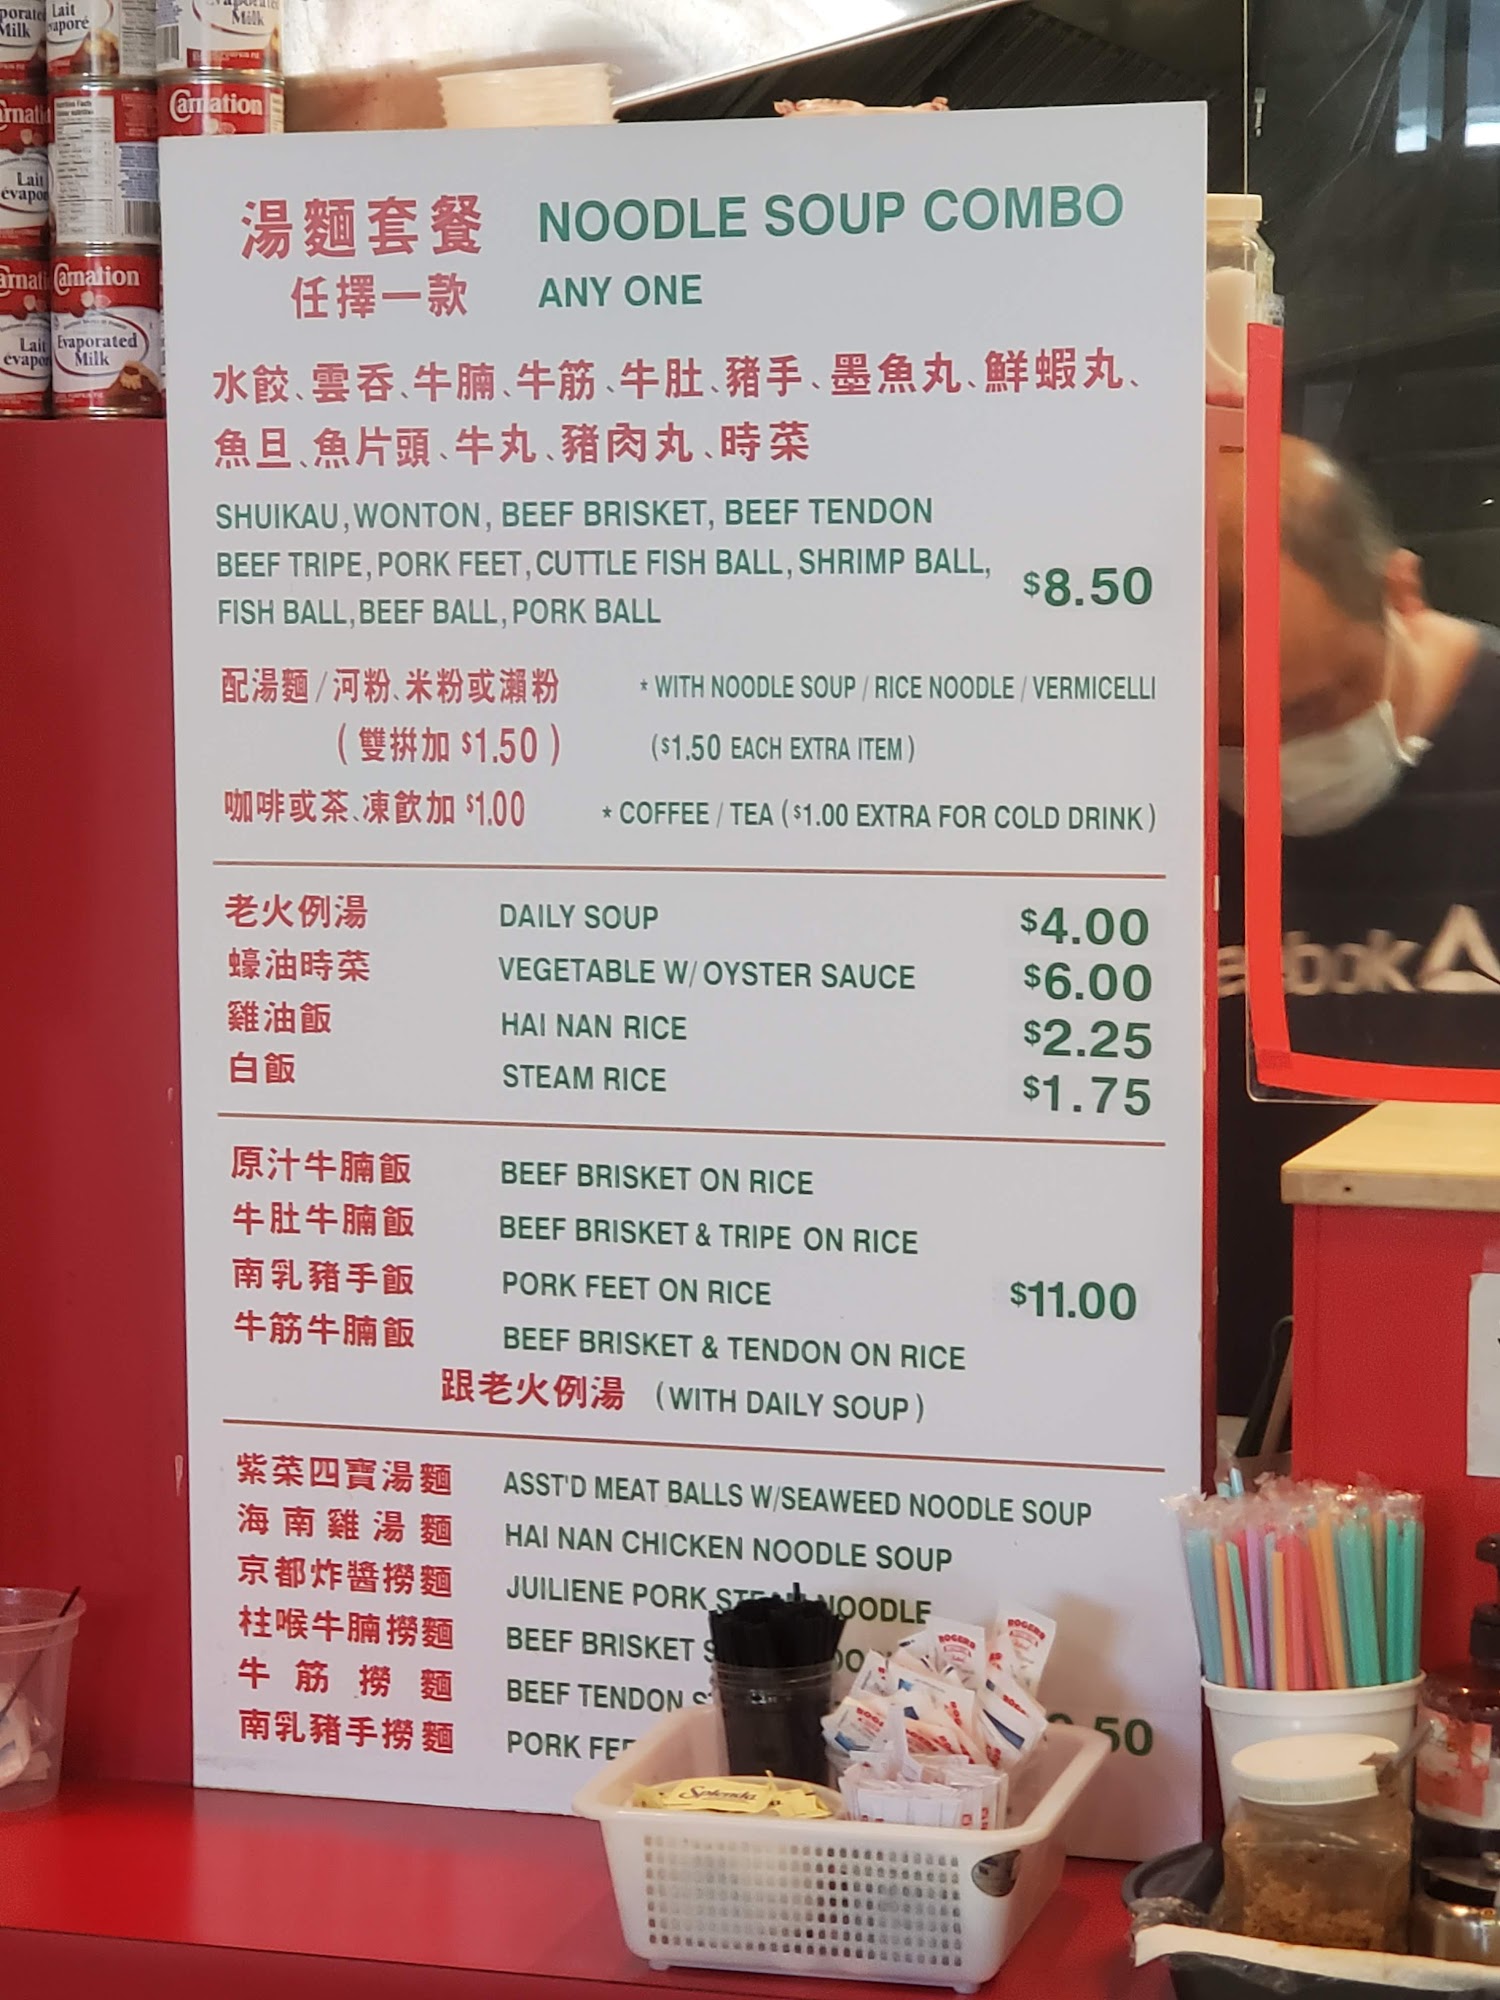 Lait
évaporé
Evaporated
Milk
Carnation
Carnation
Lait
Evaporated
Milk
湯麵套餐 NOODLE SOUP COMBO
任擇一款 ANY ONE
水餃、雲吞、牛腩、牛筋、牛肚、豬手、墨魚丸、鮮蝦丸、
魚旦、魚片頭、牛丸、豬肉丸、時菜
SHUIKAU, WONTON, BEEF BRISKET, BEEF TENDON
BEEF TRIPE, PORK FEET, CUTTLE FISH BALL, SHRIMP BALL,
FISH BALL, BEEF BALL, PORK BALL
$8.50
配湯麵/河粉、米粉或瀨粉 * WITH NOODLE SOUP / RICE NOODLE / VERMICELLI
(雙拼加 $1.50) ($1.50 EACH EXTRA ITEM)
咖啡或茶、凍飲加 $1.00 * COFFEE / TEA ($1.00 EXTRA FOR COLD DRINK)
老火例湯 DAILY SOUP $4.00
蠔油時菜 VEGETABLE W/ OYSTER SAUCE $6.00
雞油飯 HAI NAN RICE $2.25
白飯 STEAM RICE $1.75
原汁牛腩飯 BEEF BRISKET ON RICE
牛肚牛腩飯 BEEF BRISKET & TRIPE ON RICE
南乳豬手飯 PORK FEET ON RICE $11.00
牛筋牛腩飯 BEEF BRISKET & TENDON ON RICE
跟老火例湯 (WITH DAILY SOUP)
紫菜四寶湯麵 ASST'D MEAT BALLS W/SEAWEED NOODLE SOUP
海南雞湯麵 HAI NAN CHICKEN NOODLE SOUP
京都炸醬撈麵 JUILIENE PORK NOODLE
柱喉牛腩撈麵 BEEF BRISKET
牛筋撈麵 BEEF TENDON
南乳豬手撈麵 PORK
.50
ROGERS
ROGERS
Splenda